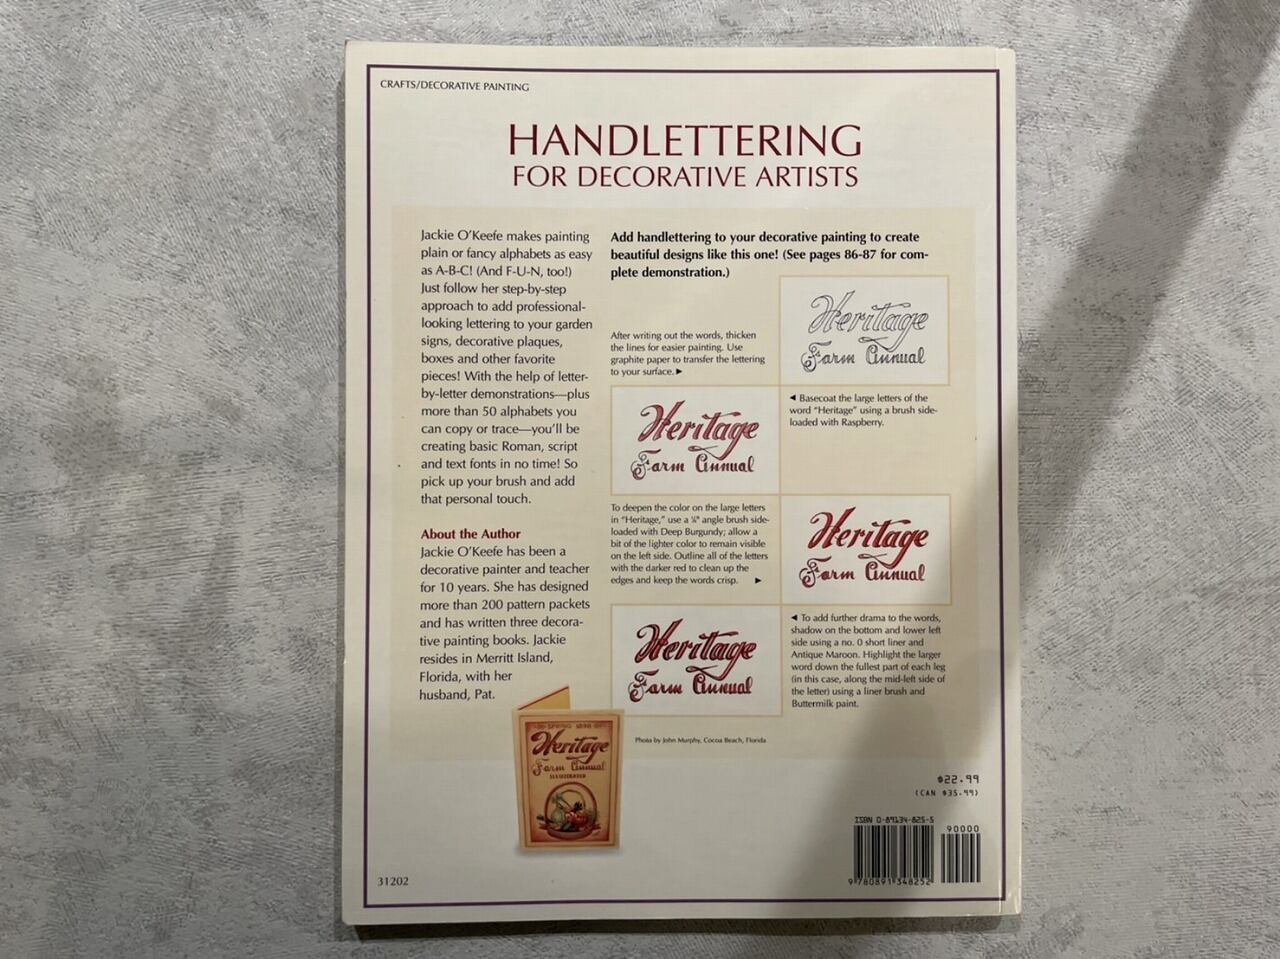 CRAFTS/DECORATIVE PAINTING
HANDLETTERING
FOR DECORATIVE ARTISTS
Jackie O'Keefe makes painting
plain or fancy alphabets as easy
as A-B-C! (And F-U-N, too!)
Just follow her step-by-step
approach to add professional-
looking lettering to your garden
signs, decorative plaques,
boxes and other favorite
pieces! With the help of letter-
by-letter demonstrations—plus
more than 50 alphabets you
can copy or trace—you'll be
creating basic Roman, script
and text fonts in no time! So
pick up your brush and add
that personal touch.
About the Author
Jackie O'Keefe has been a
decorative painter and teacher
for 10 years. She has designed
more than 200 pattern packets
and has written three decora-
tive painting books. Jackie
resides in Merritt Island,
Florida, with her
husband, Pat.
Add handlettering to your decorative painting to create
beautiful designs like this one! (See pages 86-87 for com-
plete demonstration.)
After writing out the words, thicken
the lines for easier painting. Use
graphite paper to transfer the lettering
to your surface. ►
Heritage
Farm Annual
◄ Basecoat the large letters of the
word "Heritage" using a brush side-
loaded with Raspberry.
Heritage
Farm Annual
To deepen the color on the large letters
in "Heritage," use a ¼" angle brush side-
loaded with Deep Burgundy; allow a
bit of the lighter color to remain visible
on the left side. Outline all of the letters
with the darker red to clean up the
edges and keep the words crisp. ►
Heritage
Farm Annual
◄ To add further drama to the words,
shadow on the bottom and lower left
side using a no. 0 short liner and
Antique Maroon. Highlight the larger
word down the fullest part of each leg
(in this case, along the mid-left side of
the letter) using a liner brush and
Buttermilk paint.
Heritage
Farm Annual
Photo by John Murphy, Cocoa Beach, Florida
SPRING 1898
Heritage
Farm Annual
ILLUSTRATED
$22.99
(CAN $35.99)
ISBN 0-89134-825-5
90000
9 780891 348252
31202